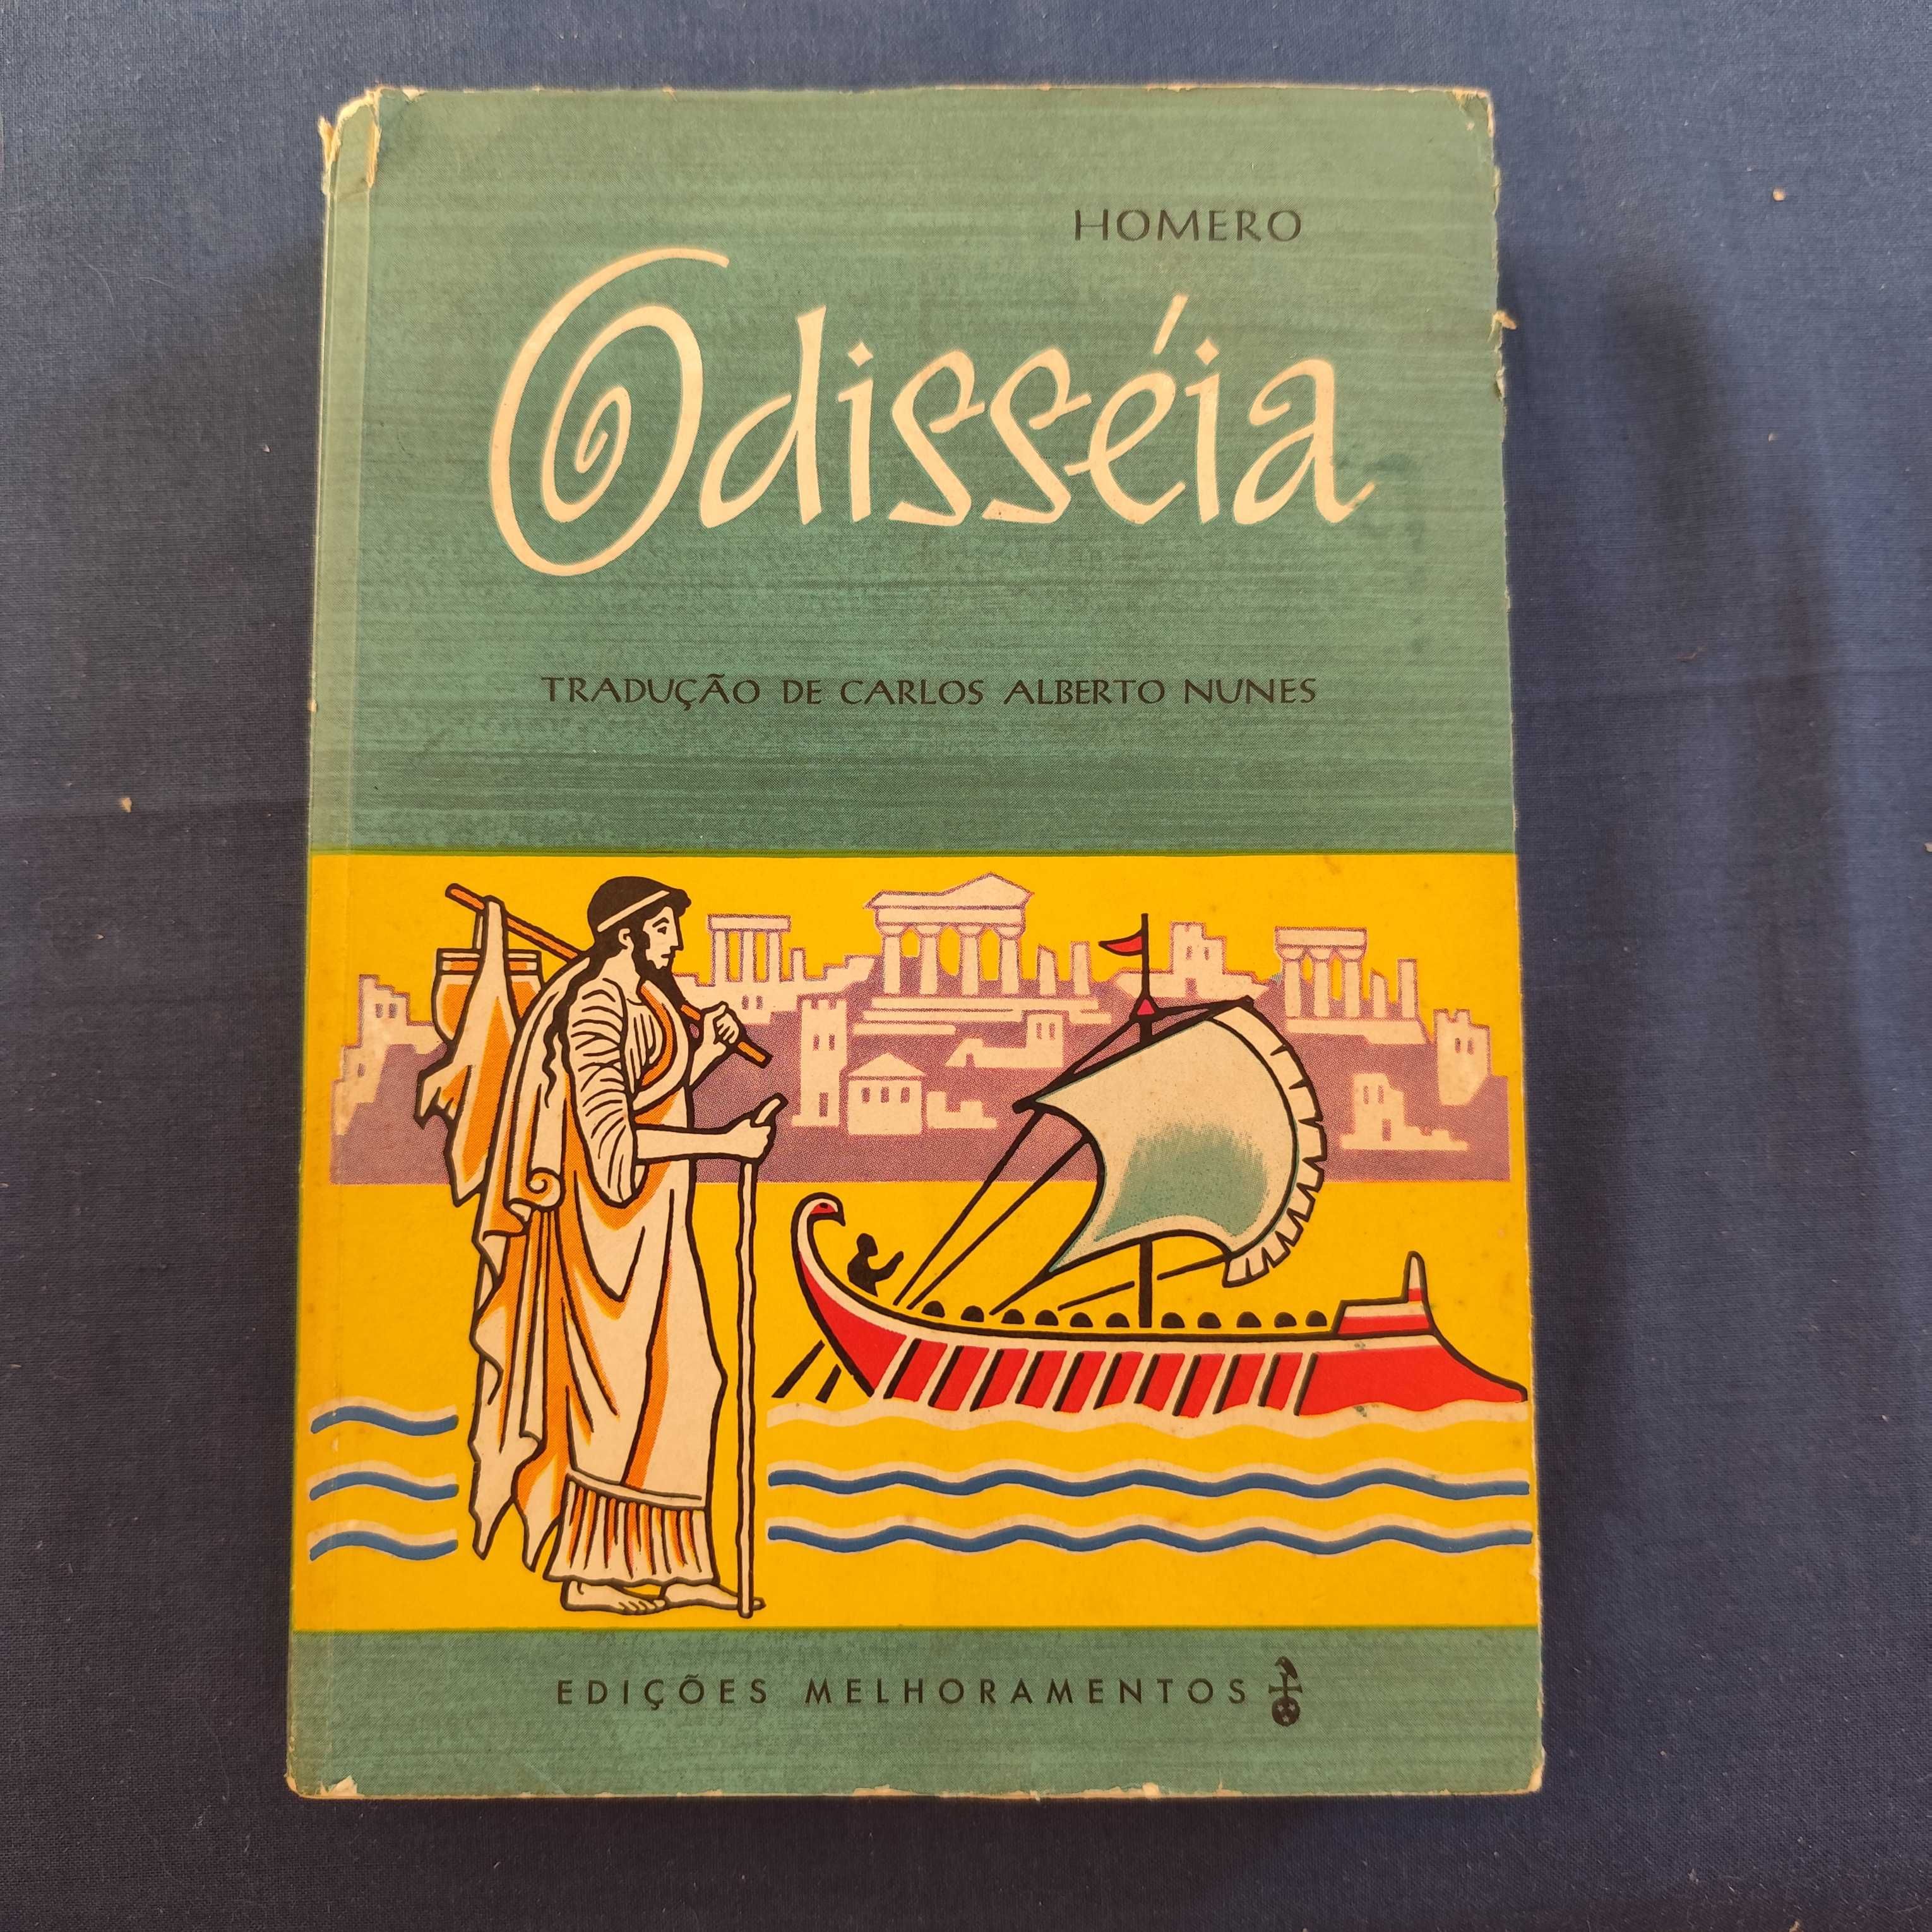 HOMERO
Odisséia
TRADUÇÃO DE CARLOS ALBERTO NUNES
EDIÇÕES MELHORAMENTOS